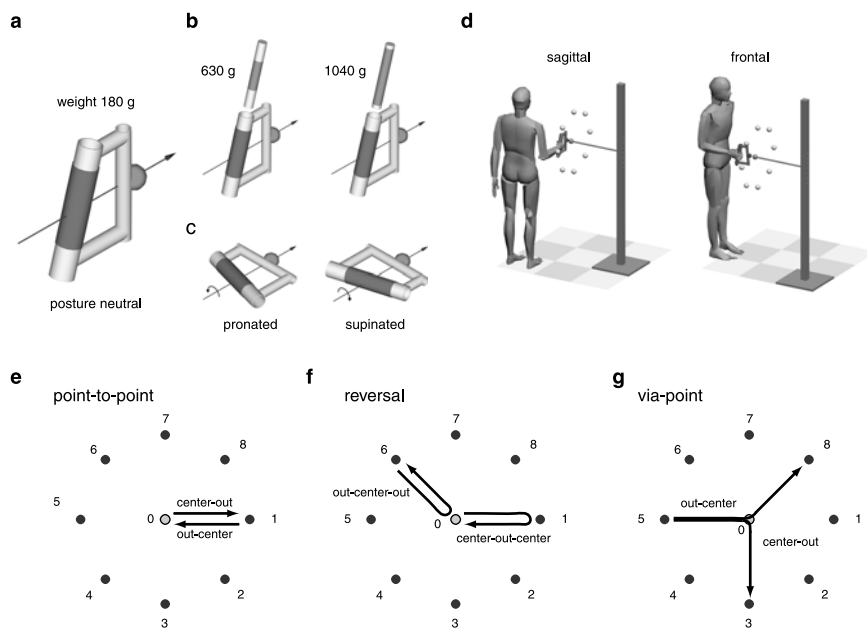 a
weight 180 g
posture neutral
b
630 g
1040 g
c
pronated
supinated
d
sagittal
frontal
e
point-to-point
7
6
8
5
center-out
0
1
out-center
4
2
3
f
reversal
7
6
8
out-center-out
5
0
1
center-out-center
4
2
3
g
via-point
7
6
8
5
out-center
0
1
center-out
4
2
3